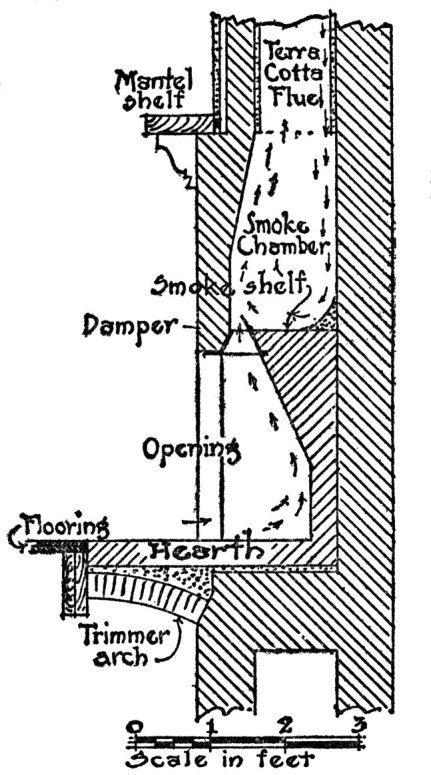 Terra
Cotta
Flue
Mantel
shelf
Smoke
Chamber
Smoke shelf
Damper
Opening
Flooring
Hearth
Trimmer
arch
0 1 2 3
Scale in feet